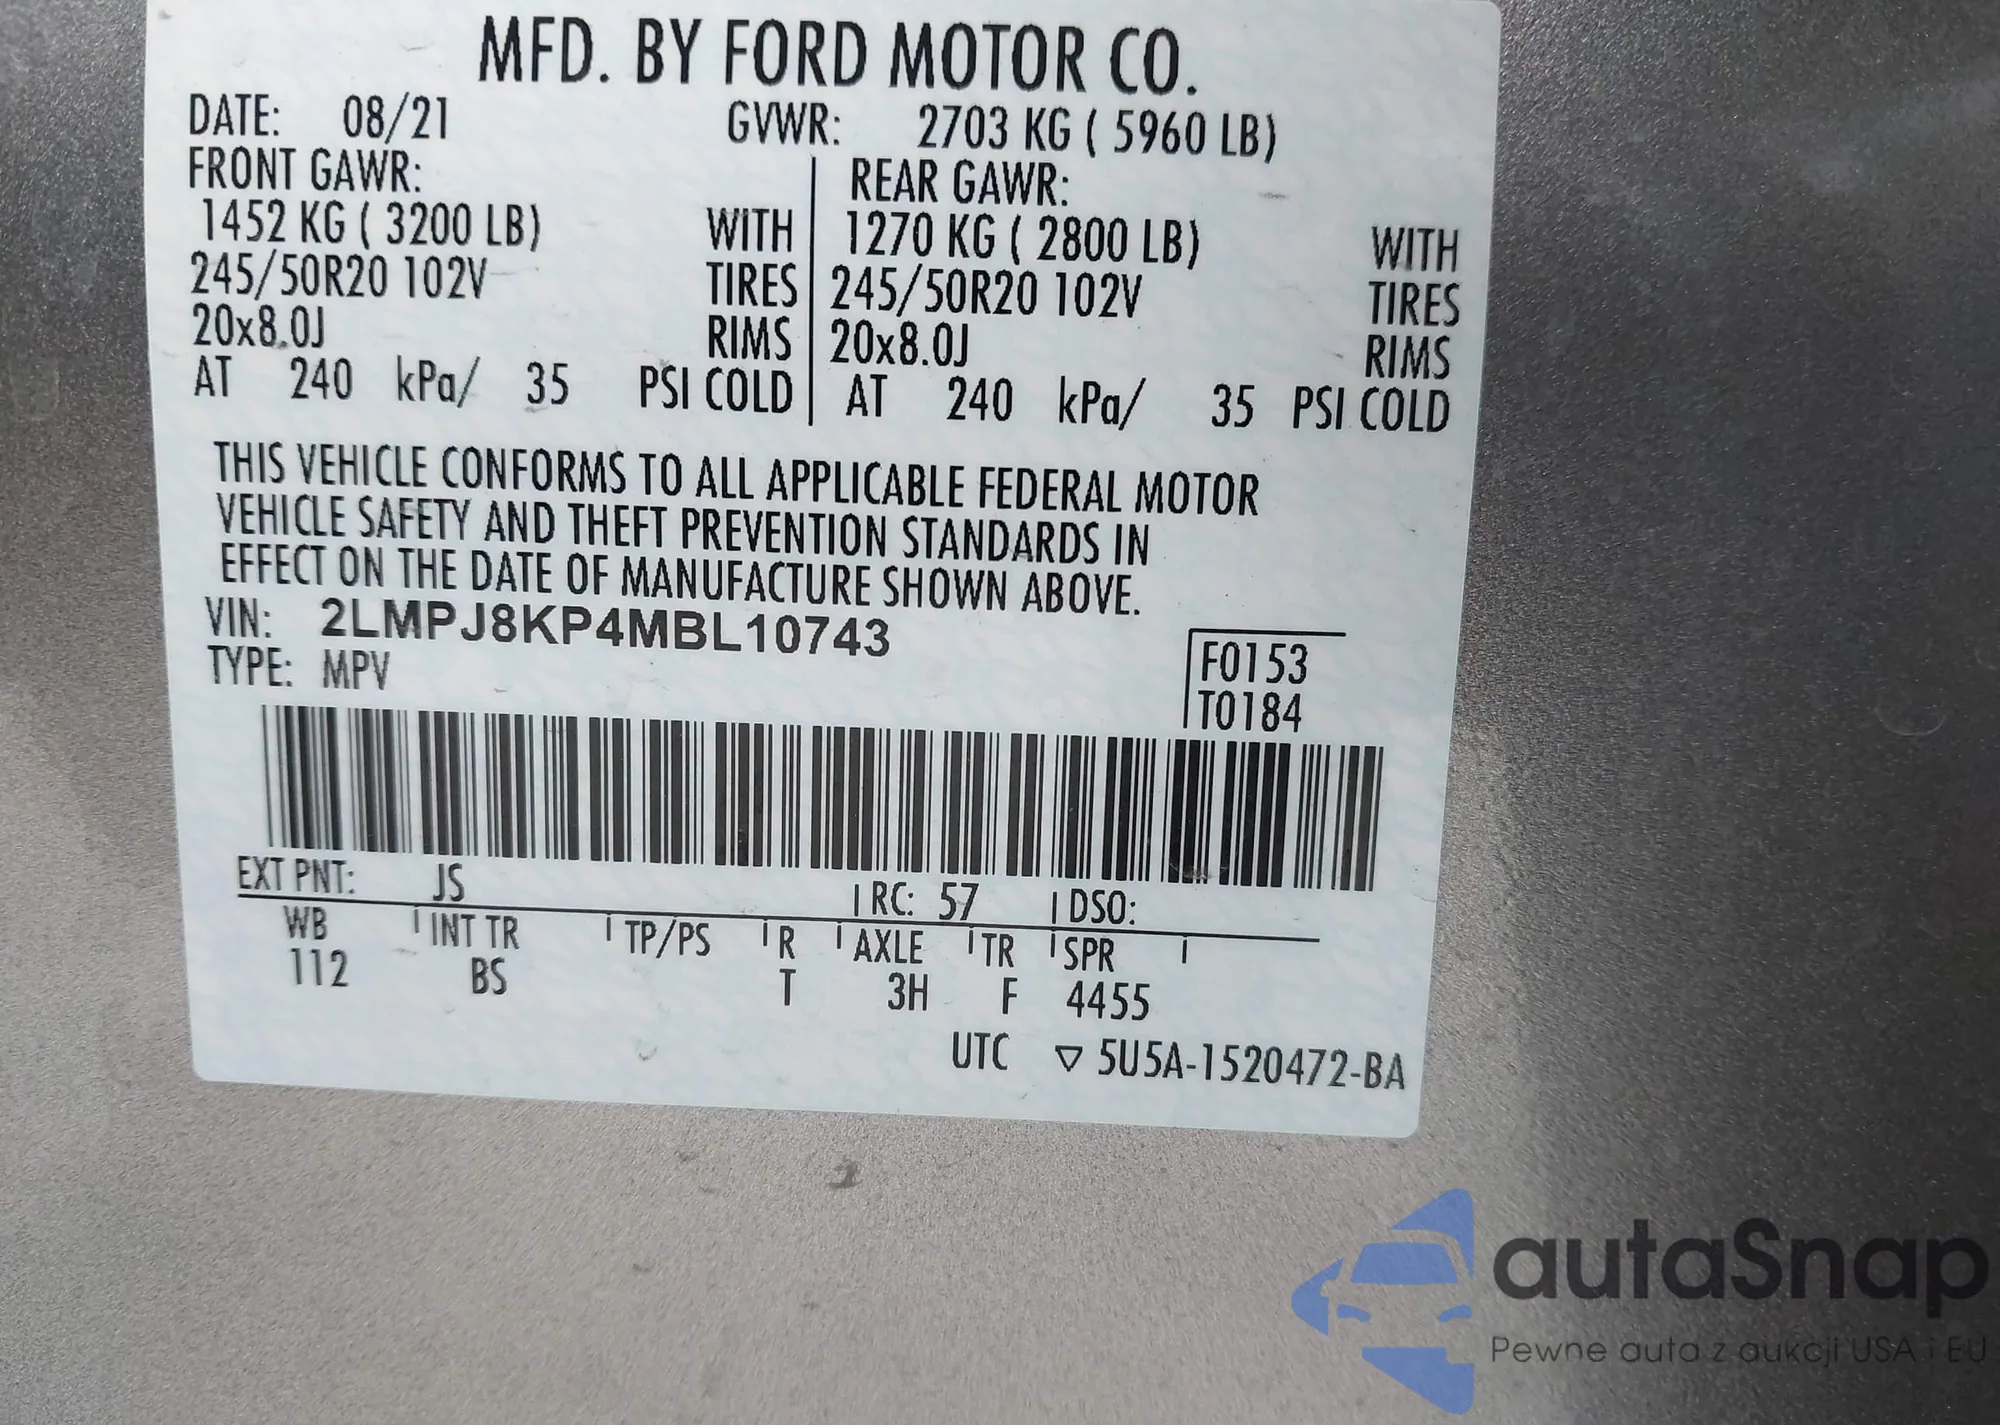 MFD. BY FORD MOTOR CO.
DATE: 08/21 GVWR: 2703 KG ( 5960 LB)
FRONT GAWR: REAR GAWR:
1452 KG ( 3200 LB) WITH 1270 KG ( 2800 LB) WITH
245/50R20 102V TIRES 245/50R20 102V TIRES
20x8.0J RIMS 20x8.0J RIMS
AT 240 kPa/ 35 PSI COLD AT 240 kPa/ 35 PSI COLD
THIS VEHICLE CONFORMS TO ALL APPLICABLE FEDERAL MOTOR
VEHICLE SAFETY AND THEFT PREVENTION STANDARDS IN
EFFECT ON THE DATE OF MANUFACTURE SHOWN ABOVE.
VIN: 2LMPJ8KP4MBL10743
TYPE: MPV
F0153
T0184
EXT PNT: JS RC: 57 DSO:
WB INT TR TP/PS R AXLE TR SPR
112 BS T 3H F 4455
UTC ▽ 5U5A-1520472-BA
autaSnap
Pewne auta z aukcji USA i EU